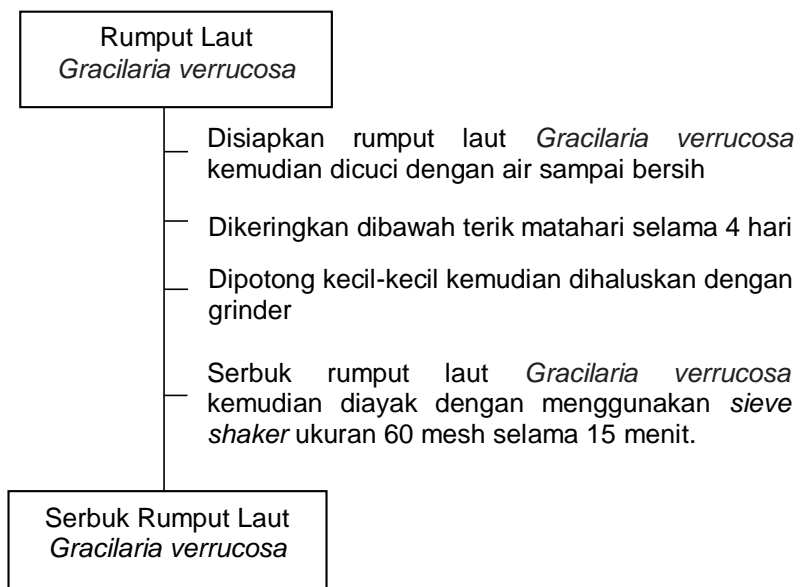 Rumput Laut
Gracilaria verrucosa
Disiapkan rumput laut Gracilaria verrucosa
kemudian dicuci dengan air sampai bersih
Dikeringkan dibawah terik matahari selama 4 hari
Dipotong kecil-kecil kemudian dihaluskan dengan
grinder
Serbuk rumput laut Gracilaria verrucosa
kemudian diayak dengan menggunakan sieve
shaker ukuran 60 mesh selama 15 menit.
Serbuk Rumput Laut
Gracilaria verrucosa